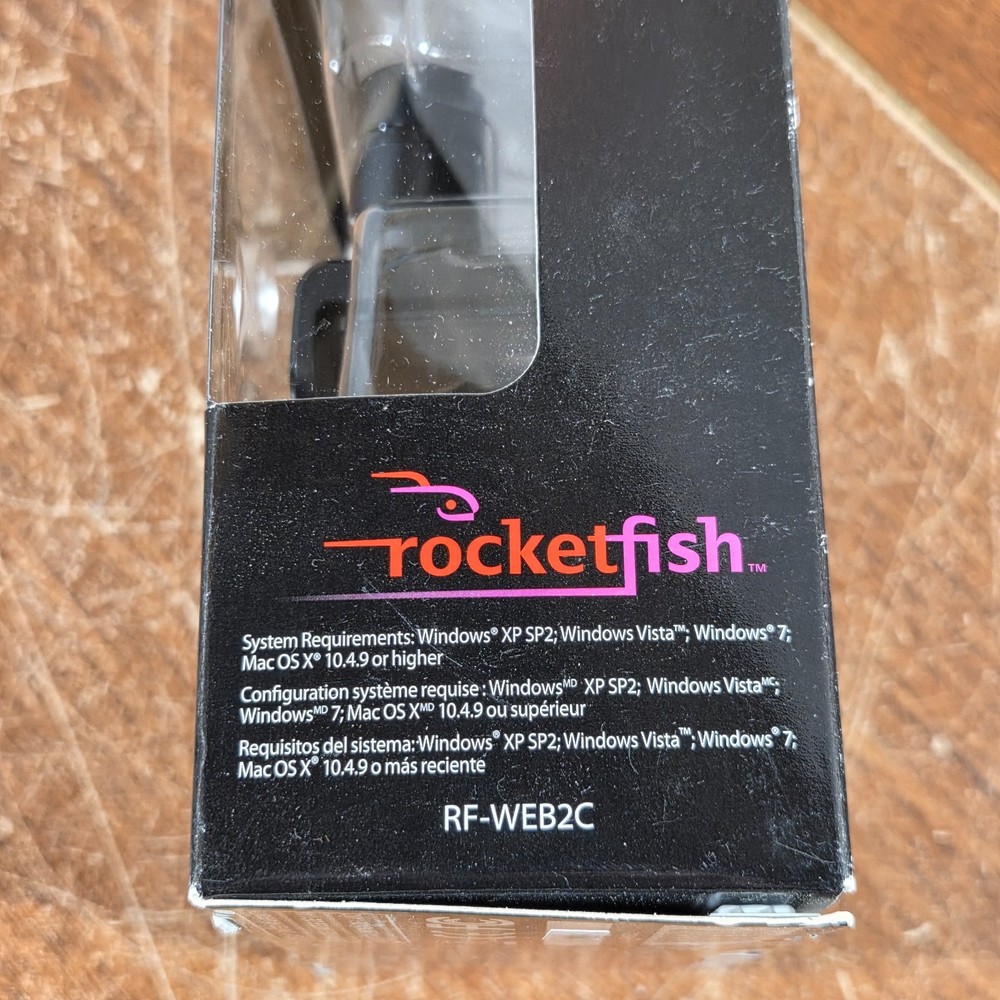 rocketfish™
System Requirements: Windows® XP SP2; Windows Vista™; Windows® 7;
Mac OS X® 10.4.9 or higher
Configuration système requise : Windowsᴹᴰ XP SP2; Windows Vistaᴹᶜ;
Windowsᴹᴰ 7; Mac OS Xᴹᴰ 10.4.9 ou supérieur
Requisitos del sistema: Windows® XP SP2; Windows Vista™; Windows® 7;
Mac OS X® 10.4.9 o más reciente
RF-WEB2C